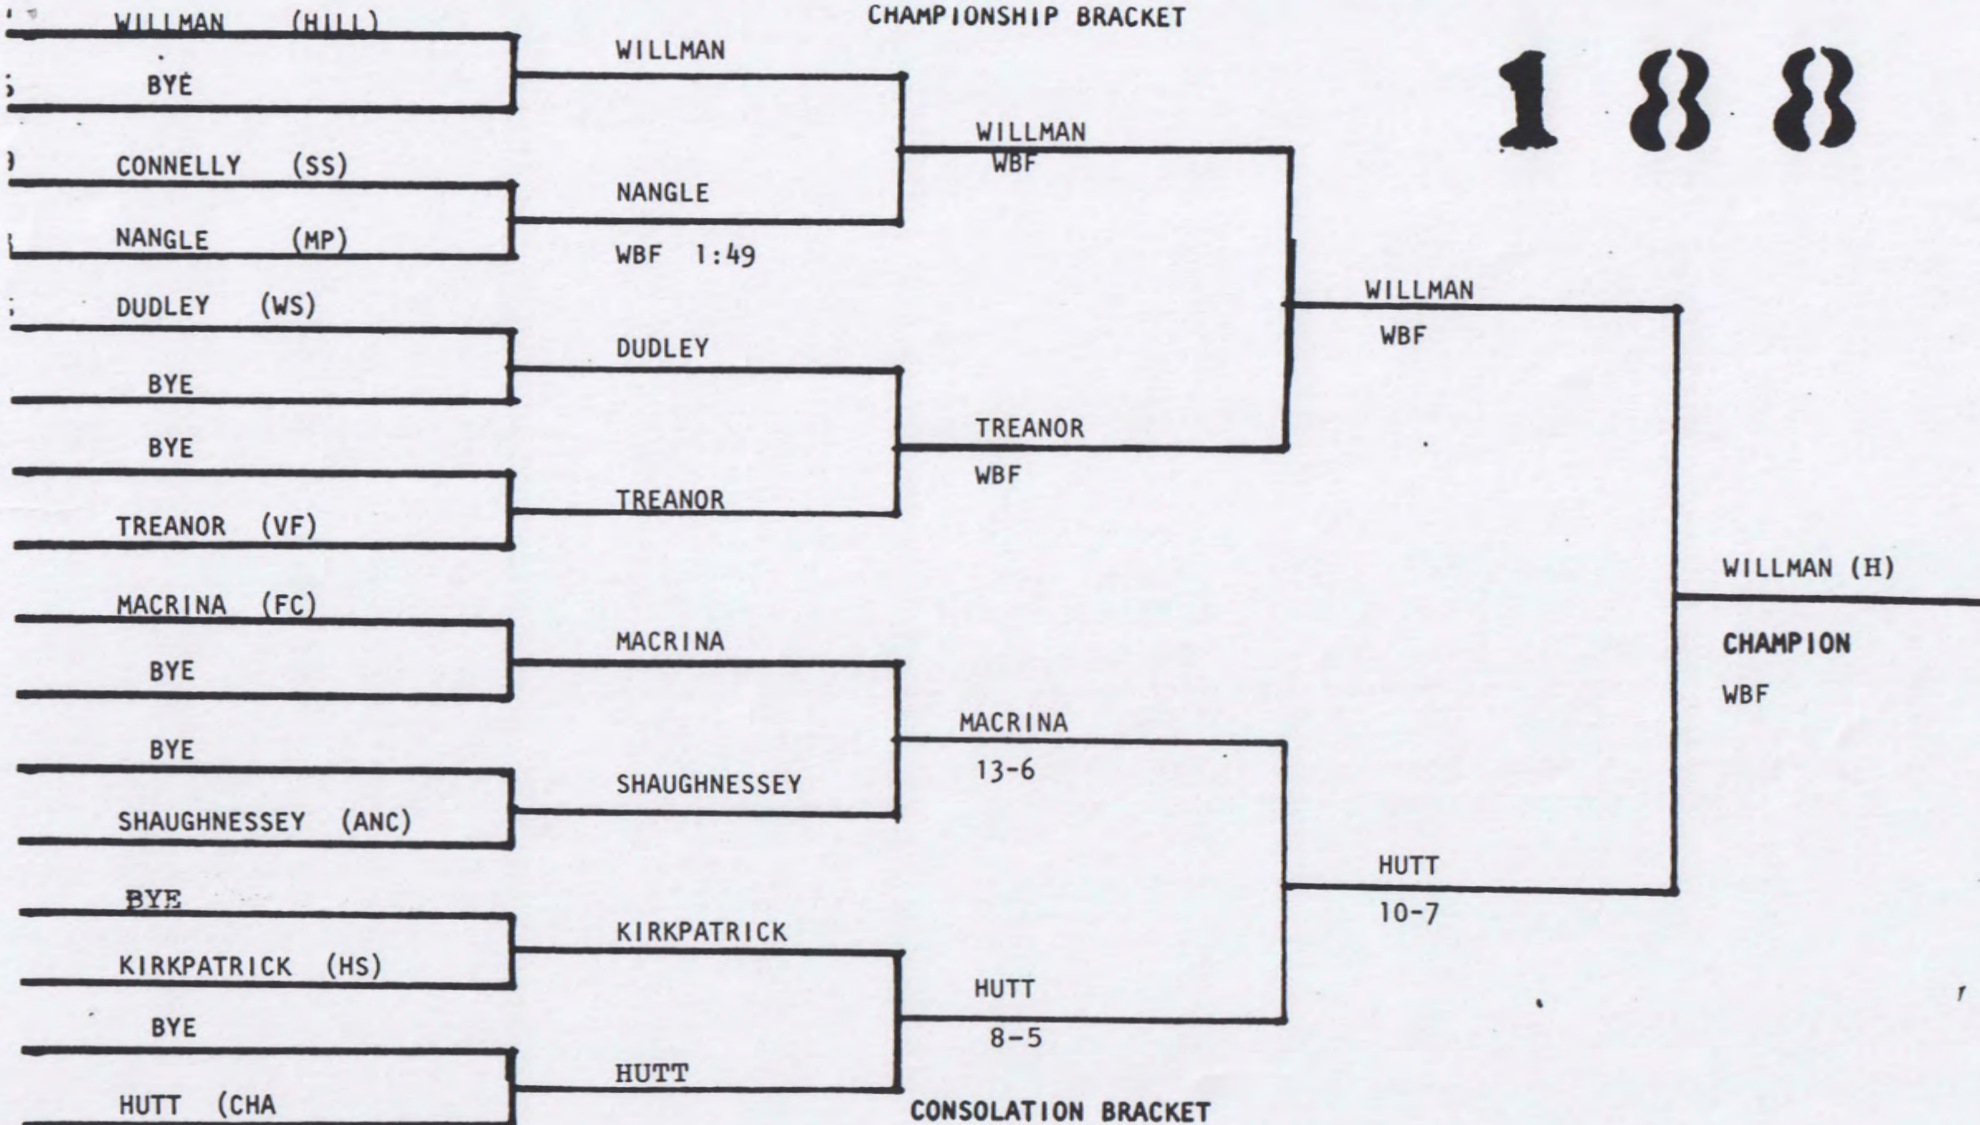 CHAMPIONSHIP BRACKET
188
WILLMAN (HILL)
BYE
CONNELLY (SS)
NANGLE (MP)
DUDLEY (WS)
BYE
BYE
TREANOR (VF)
MACRINA (FC)
BYE
BYE
SHAUGHNESSEY (ANC)
BYE
KIRKPATRICK (HS)
BYE
HUTT (CHA
WILLMAN
NANGLE
WBF 1:49
DUDLEY
TREANOR
MACRINA
SHAUGHNESSEY
KIRKPATRICK
HUTT
WILLMAN
WBF
TREANOR
WBF
MACRINA
13-6
HUTT
8-5
WILLMAN
WBF
HUTT
10-7
WILLMAN (H)
CHAMPION
WBF
CONSOLATION BRACKET